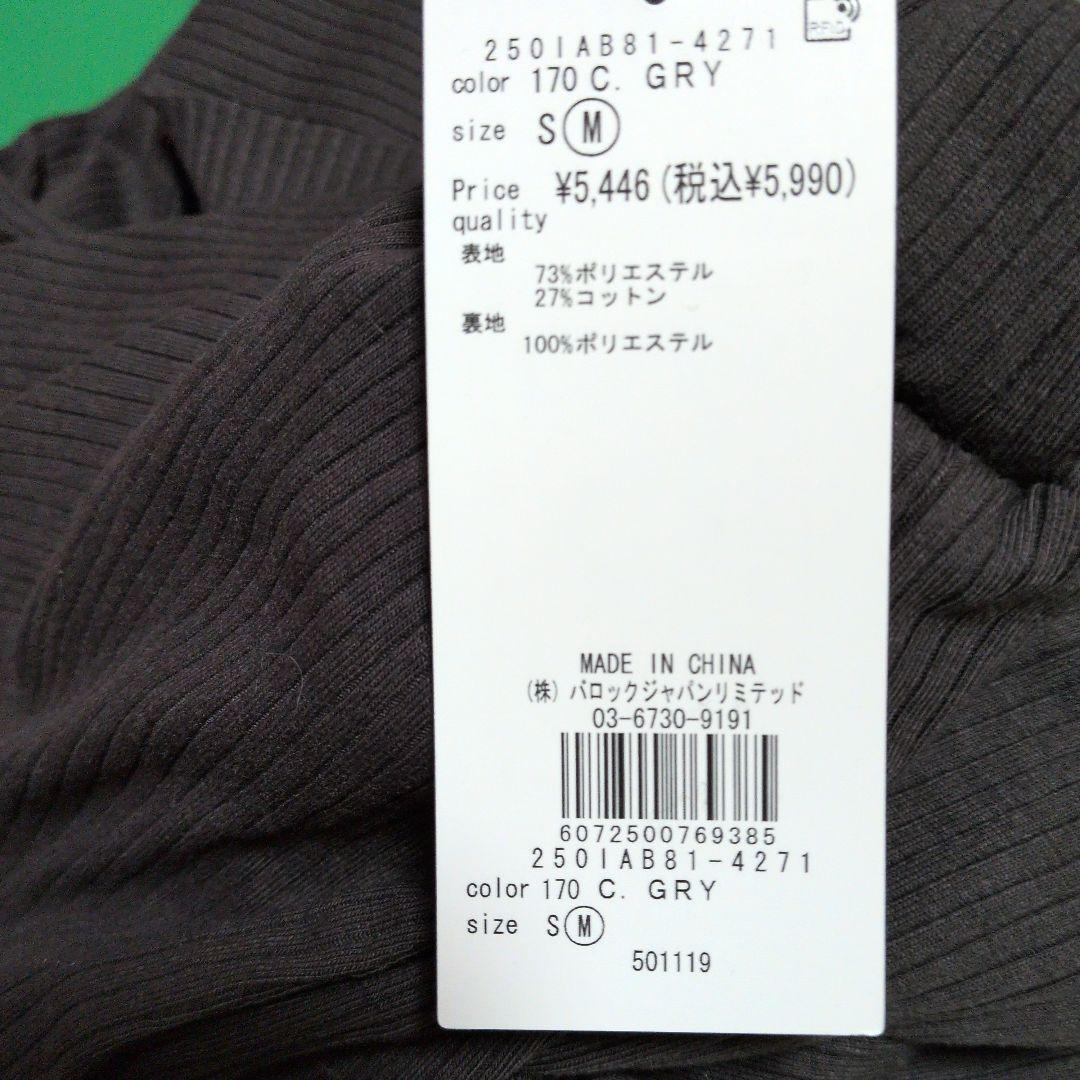 RFID
250IAB81-4271
color 170 C. GRY
size S M
Price ¥5,446 (税込¥5,990)
quality
表地
73%ポリエステル
27%コットン
裏地
100%ポリエステル
MADE IN CHINA
(株) バロックジャパンリミテッド
03-6730-9191
6072500769385
250IAB81-4271
color 170 C. GRY
size S M
501119